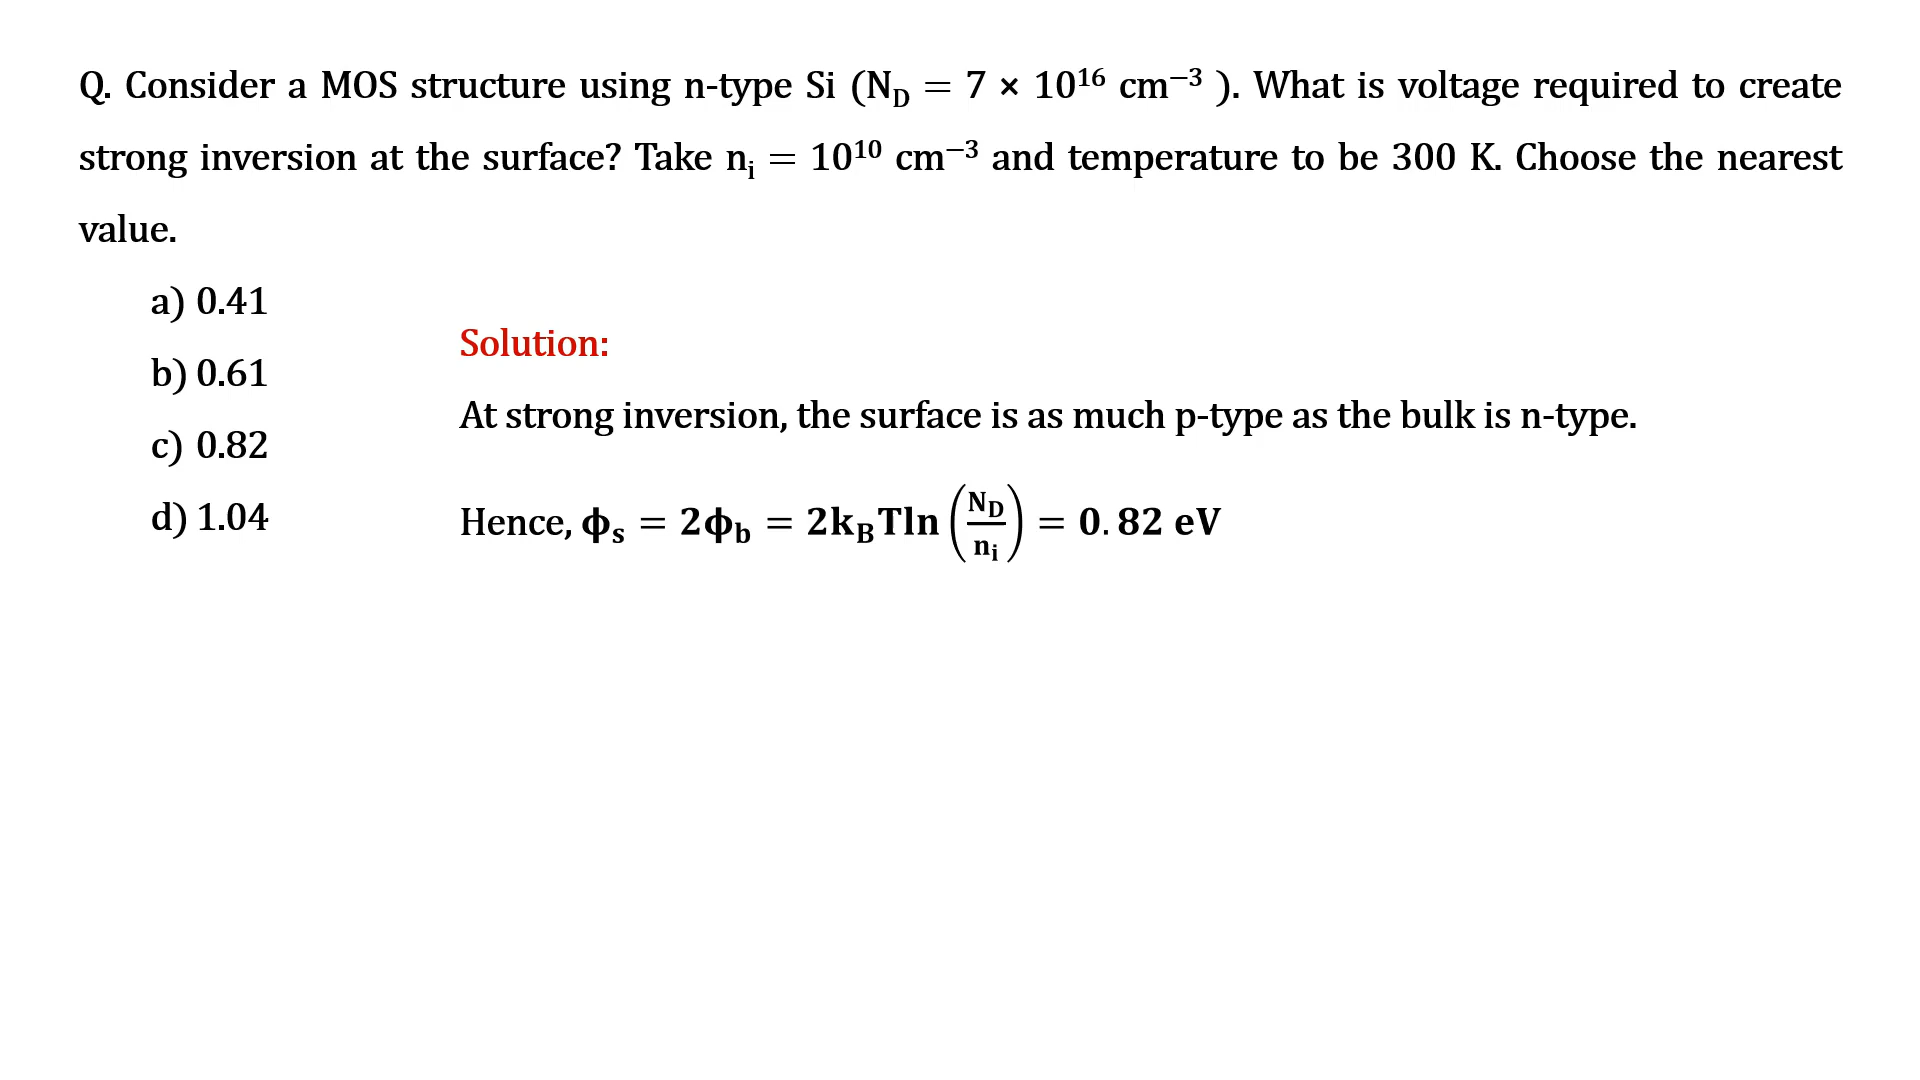 Q. Consider a MOS structure using n-type Si (N_D = 7 × 10^16 cm^−3 ). What is voltage required to create
strong inversion at the surface? Take n_i = 10^10 cm^−3 and temperature to be 300 K. Choose the nearest
value.
a) 0.41
b) 0.61
c) 0.82
d) 1.04
Solution:
At strong inversion, the surface is as much p-type as the bulk is n-type.
Hence, ϕ_s = 2ϕ_b = 2k_BTln(N_D/n_i) = 0.82 eV